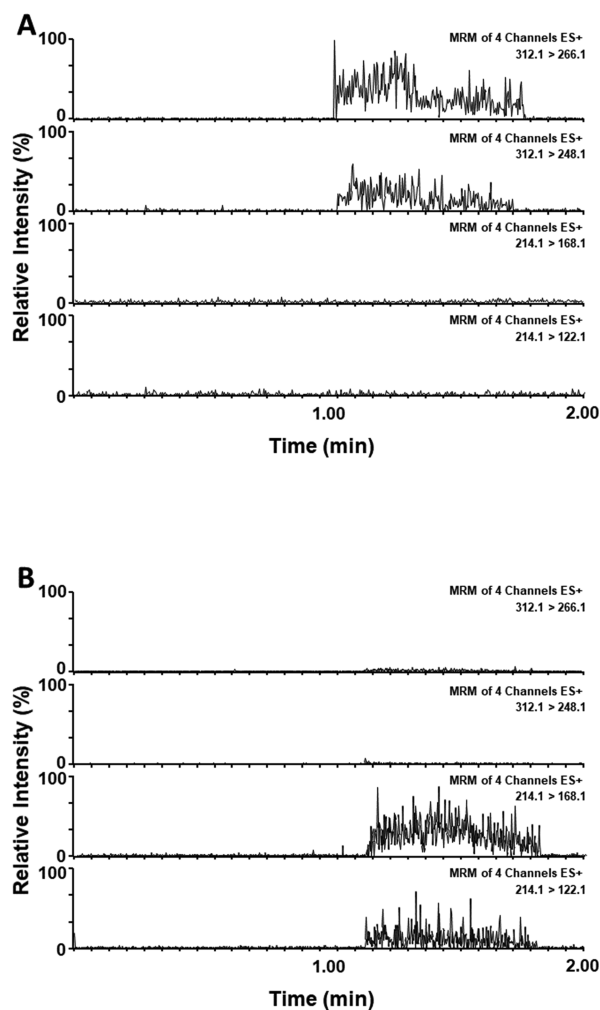 A
Relative Intensity (%)
100
0
MRM of 4 Channels ES+
312.1 > 266.1
100
0
MRM of 4 Channels ES+
312.1 > 248.1
100
0
MRM of 4 Channels ES+
214.1 > 168.1
100
0
MRM of 4 Channels ES+
214.1 > 122.1
1.00
2.00
Time (min)
B
Relative Intensity (%)
100
0
MRM of 4 Channels ES+
312.1 > 266.1
100
0
MRM of 4 Channels ES+
312.1 > 248.1
100
0
MRM of 4 Channels ES+
214.1 > 168.1
100
0
MRM of 4 Channels ES+
214.1 > 122.1
1.00
2.00
Time (min)